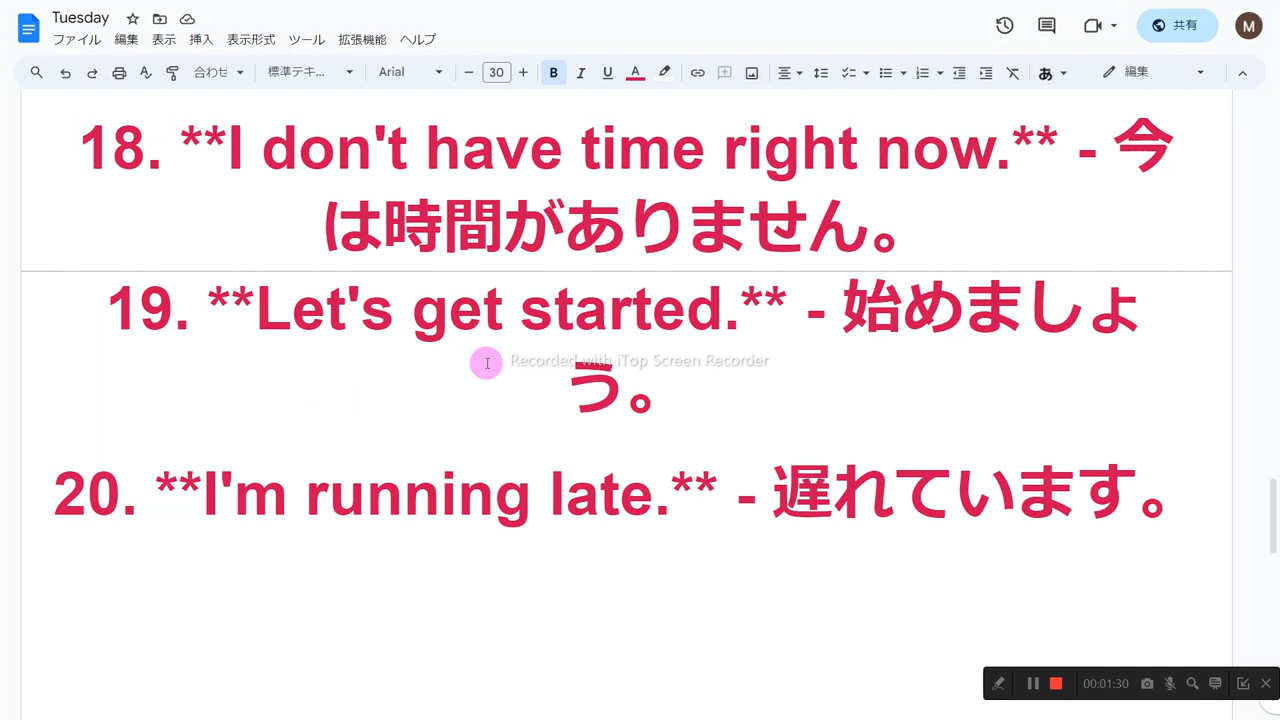 Tuesday
ファイル 編集 表示 挿入 表示形式 ツール 拡張機能 ヘルプ
共有
M
合わせ 標準テキ... Arial 30 B I U A あ 編集
18. **I don't have time right now.** - 今
は時間がありません。
19. **Let's get started.** - 始めましょ
う。
Recorded with iTop Screen Recorder
20. **I'm running late.** - 遅れています。
00:01:30